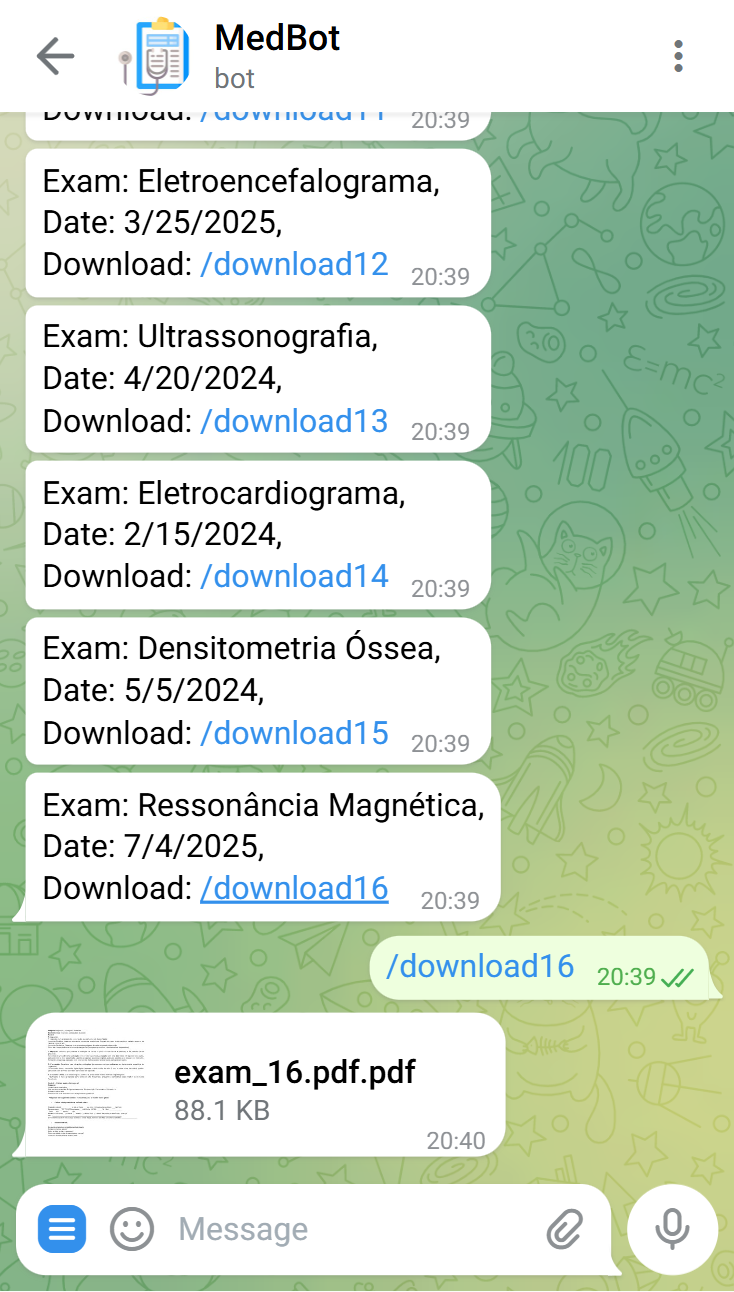 MedBot
bot
Download: /download11 20:39
Exam: Eletroencefalograma,
Date: 3/25/2025,
Download: /download12 20:39
Exam: Ultrassonografia,
Date: 4/20/2024,
Download: /download13 20:39
Exam: Eletrocardiograma,
Date: 2/15/2024,
Download: /download14 20:39
Exam: Densitometria Óssea,
Date: 5/5/2024,
Download: /download15 20:39
Exam: Ressonância Magnética,
Date: 7/4/2025,
Download: /download16 20:39
/download16 20:39
exam_16.pdf.pdf
88.1 KB
20:40
Message